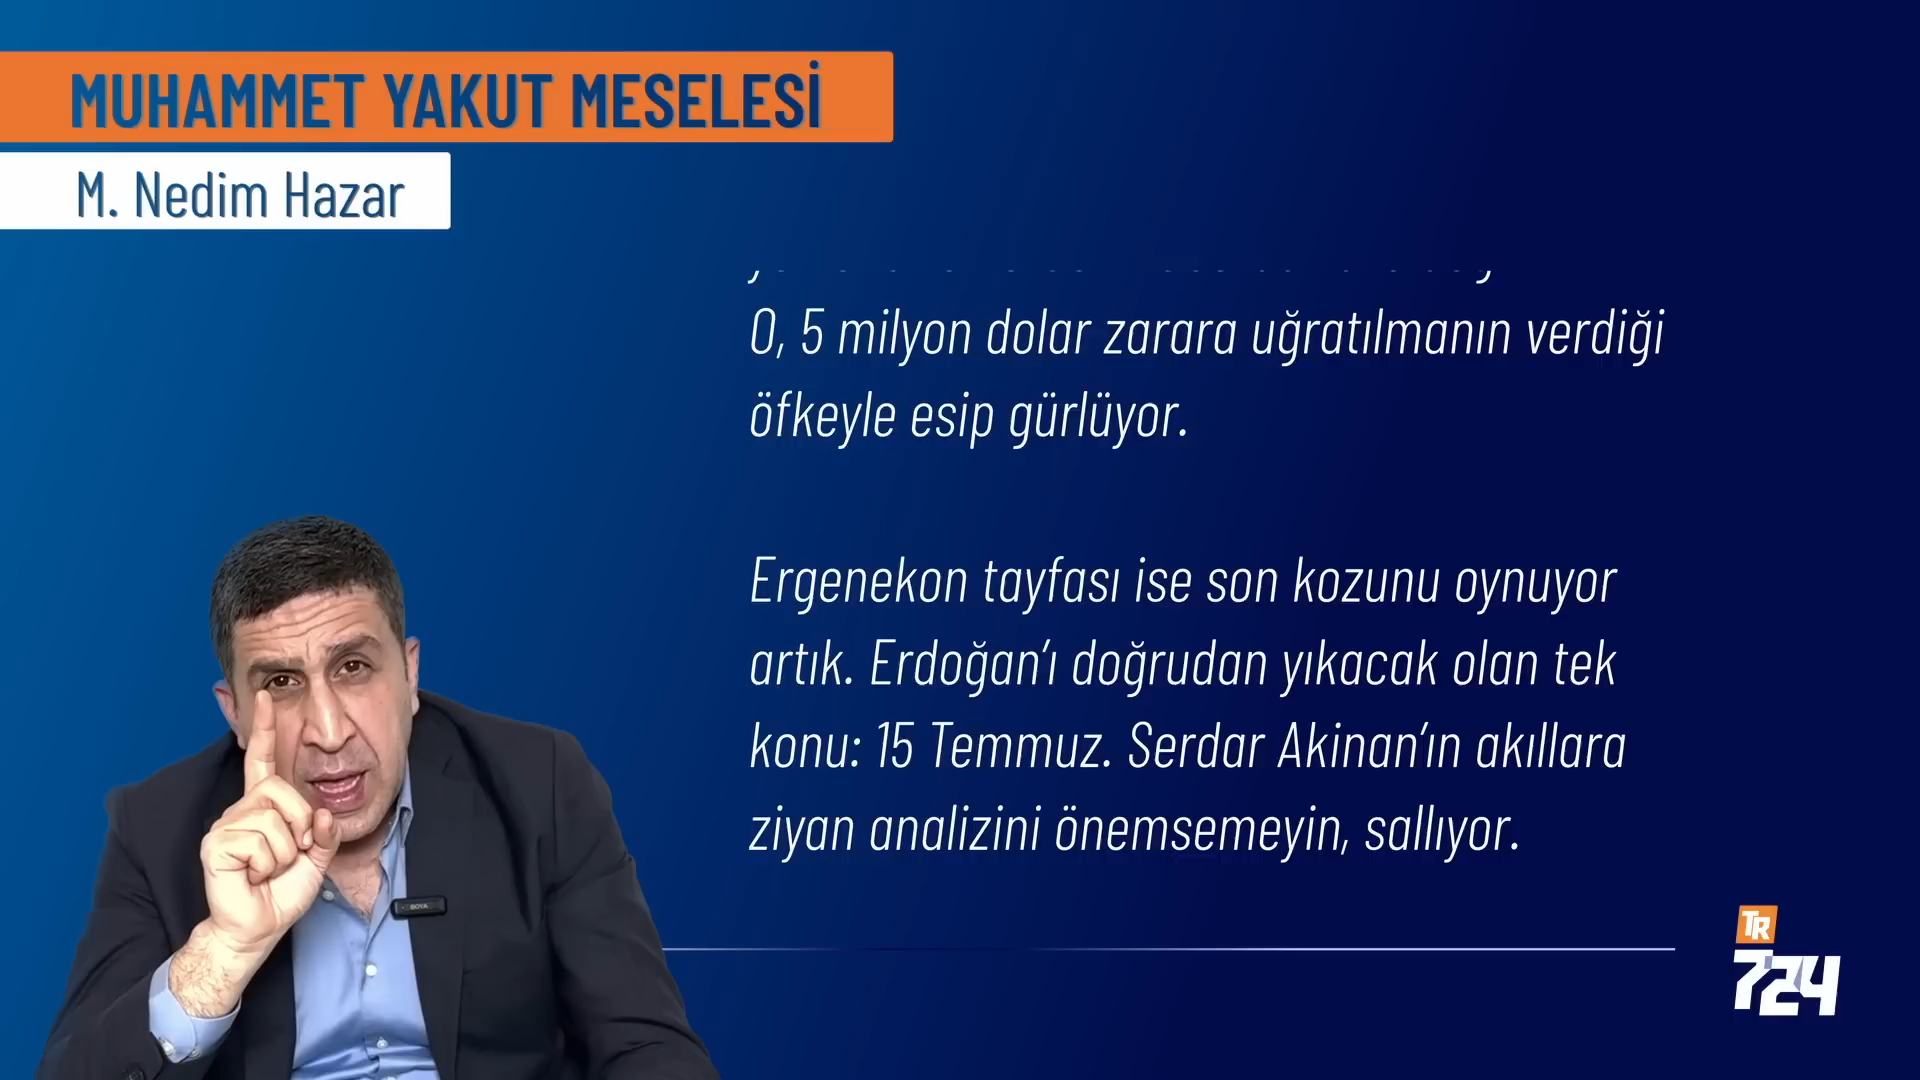 MUHAMMET YAKUT MESELESİ
M. Nedim Hazar
O, 5 milyon dolar zarara uğratılmanın verdiği
öfkeyle esip gürlüyor.
Ergenekon tayfası ise son kozunu oynuyor
artık. Erdoğan'ı doğrudan yıkacak olan tek
konu: 15 Temmuz. Serdar Akinan'ın akıllara
ziyan analizini önemsemeyin, sallıyor.
BOYA
TR
724